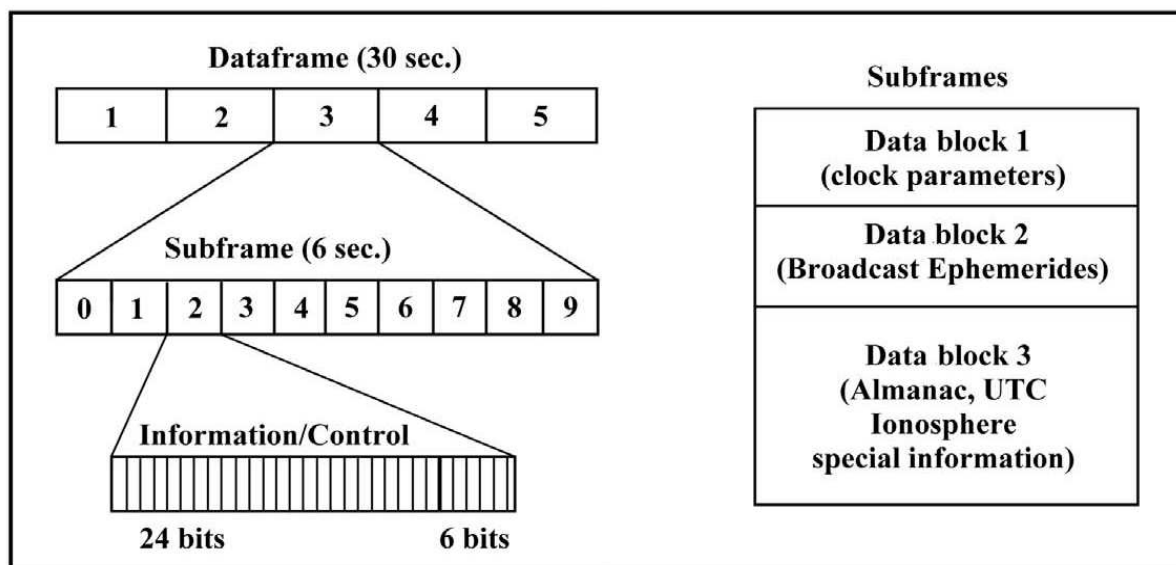 Dataframe (30 sec.)
1 2 3 4 5
Subframe (6 sec.)
0 1 2 3 4 5 6 7 8 9
Information/Control
24 bits 6 bits
Subframes
Data block 1
(clock parameters)
Data block 2
(Broadcast Ephemerides)
Data block 3
(Almanac, UTC
Ionosphere
special information)